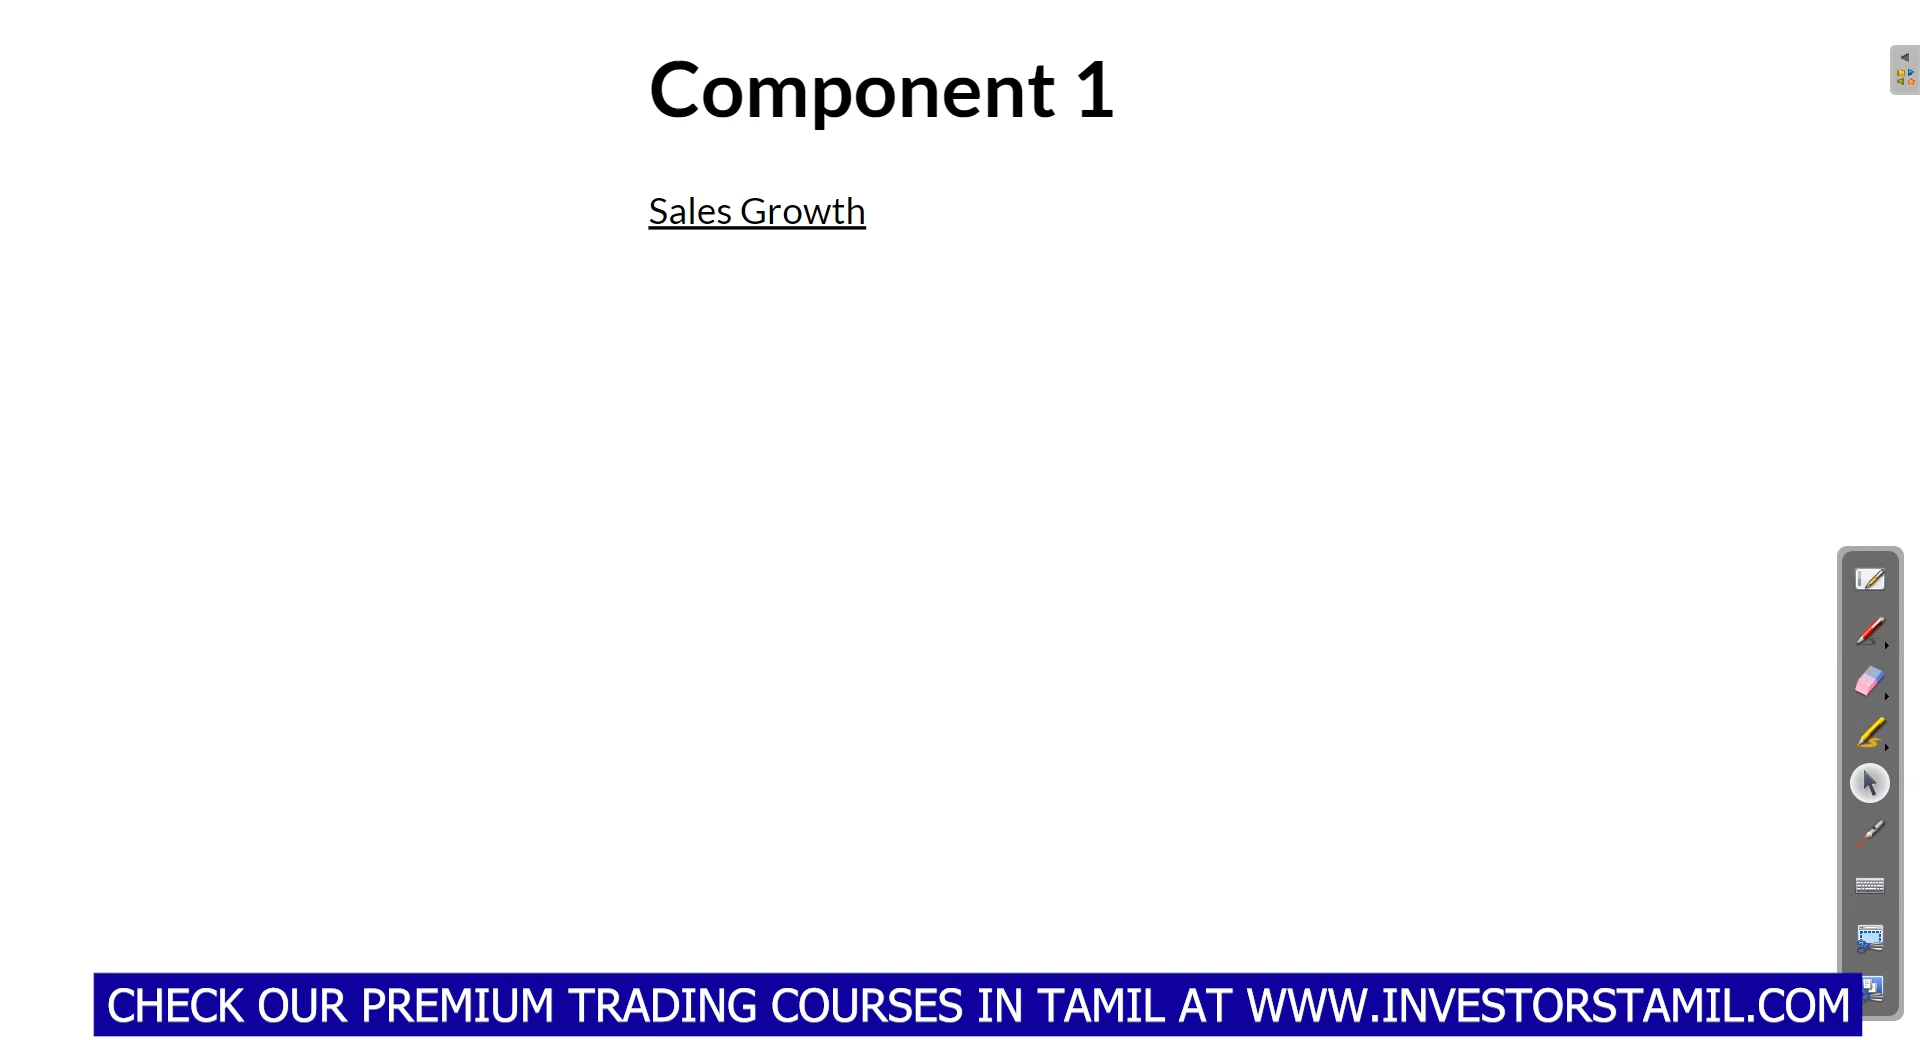 Component 1
Sales Growth
CHECK OUR PREMIUM TRADING COURSES IN TAMIL AT WWW.INVESTORSTAMIL.COM